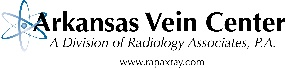 Arkansas Vein Center
A Division of Radiology Associates, P.A.
www.rapaxray.com